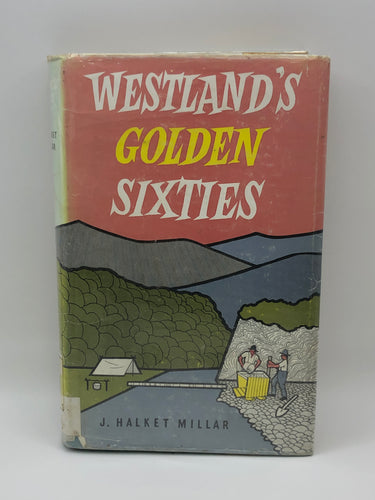 WESTLAND'S
GOLDEN
SIXTIES
J. HALKET MILLAR